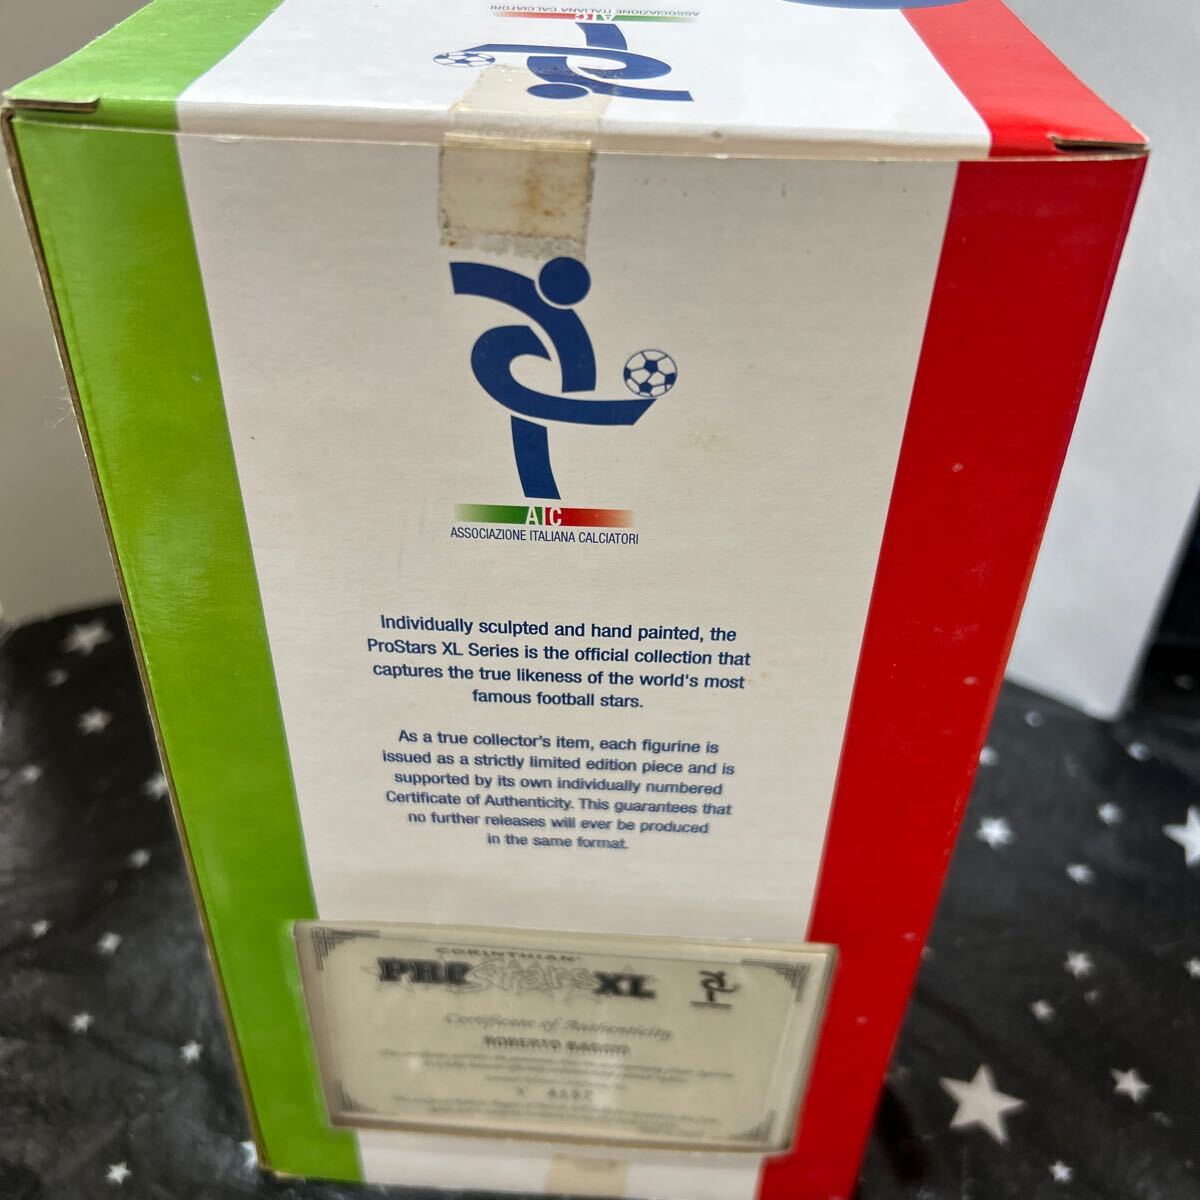 ASSOCIAZIONE ITALIANA CALCIATORI
AIC
AIC
ASSOCIAZIONE ITALIANA CALCIATORI
Individually sculpted and hand painted, the
ProStars XL Series is the official collection that
captures the true likeness of the world's most
famous football stars.
As a true collector's item, each figurine is
issued as a strictly limited edition piece and is
supported by its own individually numbered
Certificate of Authenticity. This guarantees that
no further releases will ever be produced
in the same format.
CORINTHIAN
PROStarsXL
Certificate of Authenticity
ROBERTO BAGGIO